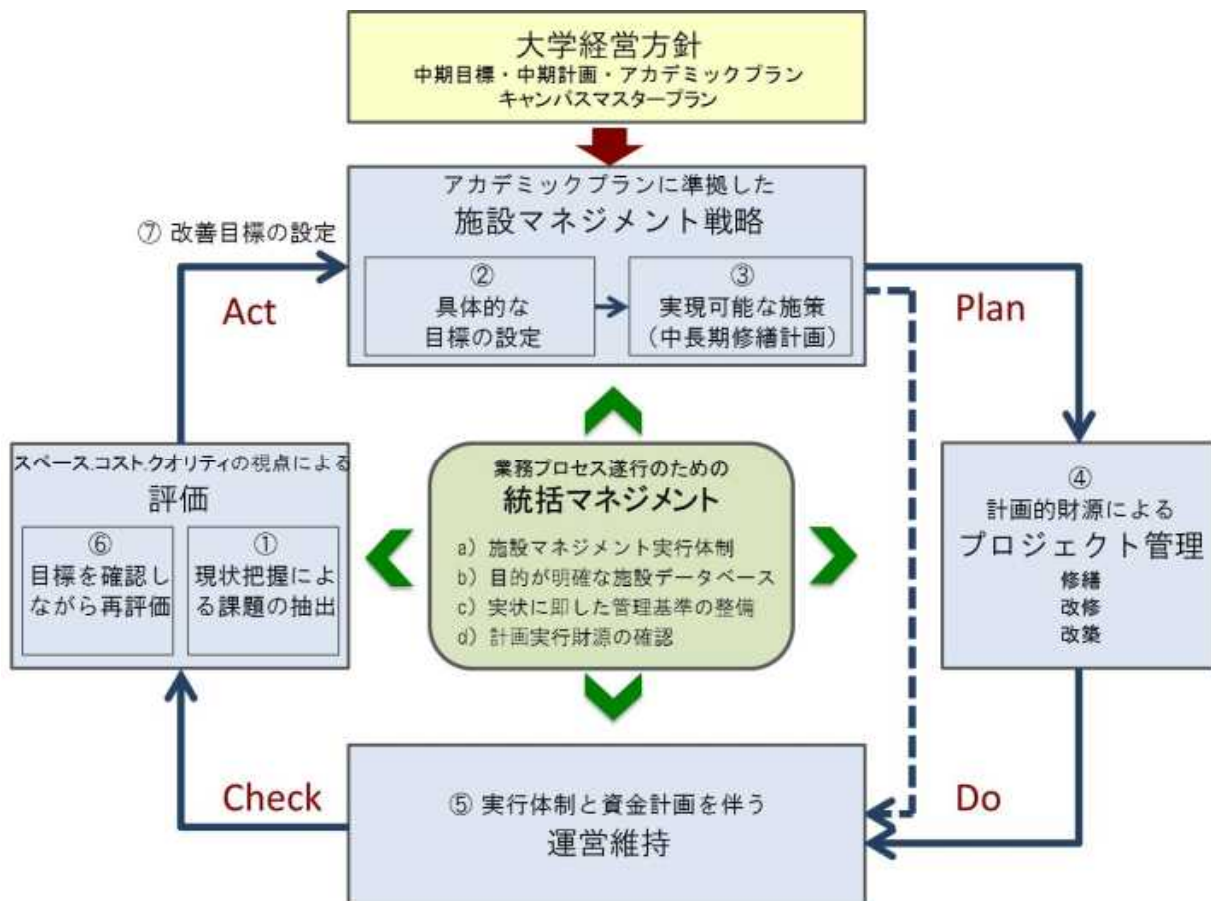 大学経営方針
中期目標・中期計画・アカデミックプラン
キャンパスマスタープラン
アカデミックプランに準拠した
施設マネジメント戦略
⑦ 改善目標の設定
②
具体的な
目標の設定
③
実現可能な施策
（中長期修繕計画）
Act
Plan
スペース.コスト.クオリティの視点による
評価
⑥
目標を確認し
ながら再評価
①
現状把握によ
る課題の抽出
業務プロセス遂行のための
統括マネジメント
a）施設マネジメント実行体制
b）目的が明確な施設データベース
c）実状に即した管理基準の整備
d）計画実行財源の確認
④
計画的財源による
プロジェクト管理
修繕
改修
改築
Check
Do
⑤ 実行体制と資金計画を伴う
運営維持